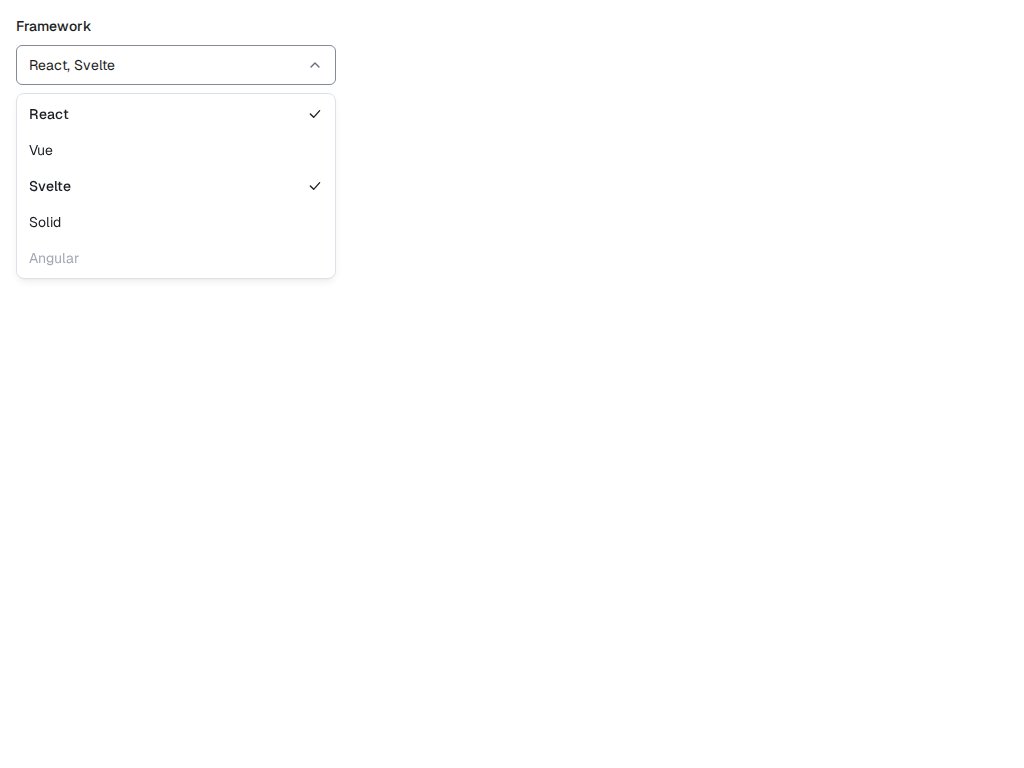 Framework
React, Svelte
React
Vue
Svelte
Solid
Angular